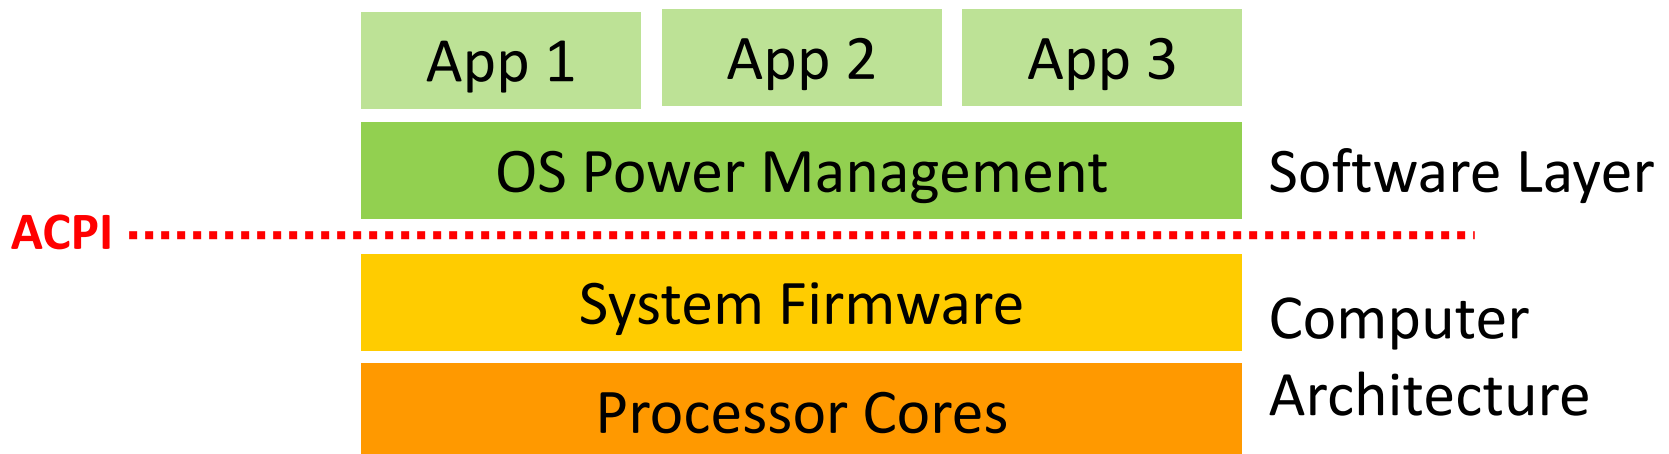 App 1
App 2
App 3
OS Power Management
Software Layer
ACPI
System Firmware
Computer
Architecture
Processor Cores